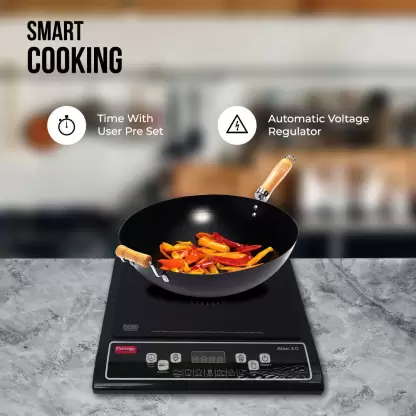 SMART
COOKING
Time With
User Pre Set
Automatic Voltage
Regulator
Prestige
Atlas 3.0